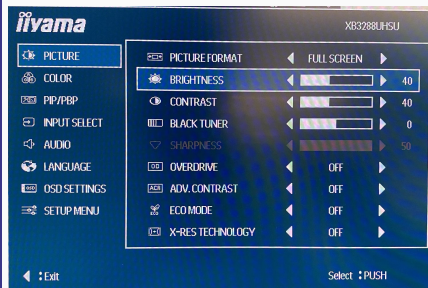 iiyama
XB3288UHSU
PICTURE
COLOR
PIP/PBP
INPUT SELECT
AUDIO
LANGUAGE
OSD SETTINGS
SETUP MENU
PICTURE FORMAT FULL SCREEN
BRIGHTNESS 40
CONTRAST 40
BLACK TUNER 0
SHARPNESS 50
OVERDRIVE OFF
ACR ADV. CONTRAST OFF
ECO MODE OFF
X-RES TECHNOLOGY OFF
: Exit
Select : PUSH